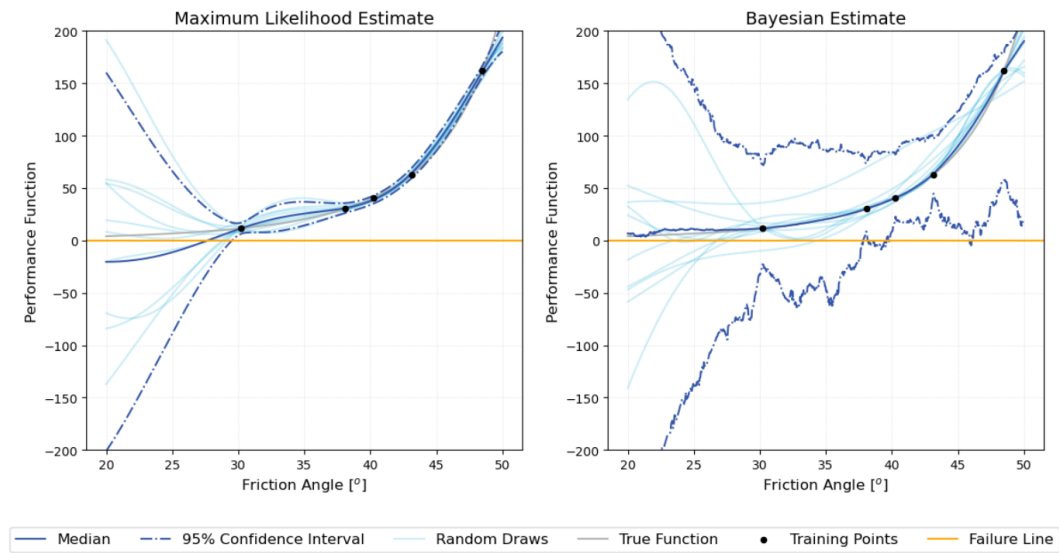 Maximum Likelihood Estimate
Bayesian Estimate
Performance Function
200
150
100
50
0
−50
−100
−150
−200
20 25 30 35 40 45 50
Friction Angle [°]
Performance Function
200
150
100
50
0
−50
−100
−150
−200
20 25 30 35 40 45 50
Friction Angle [°]
Median 95% Confidence Interval Random Draws True Function Training Points Failure Line